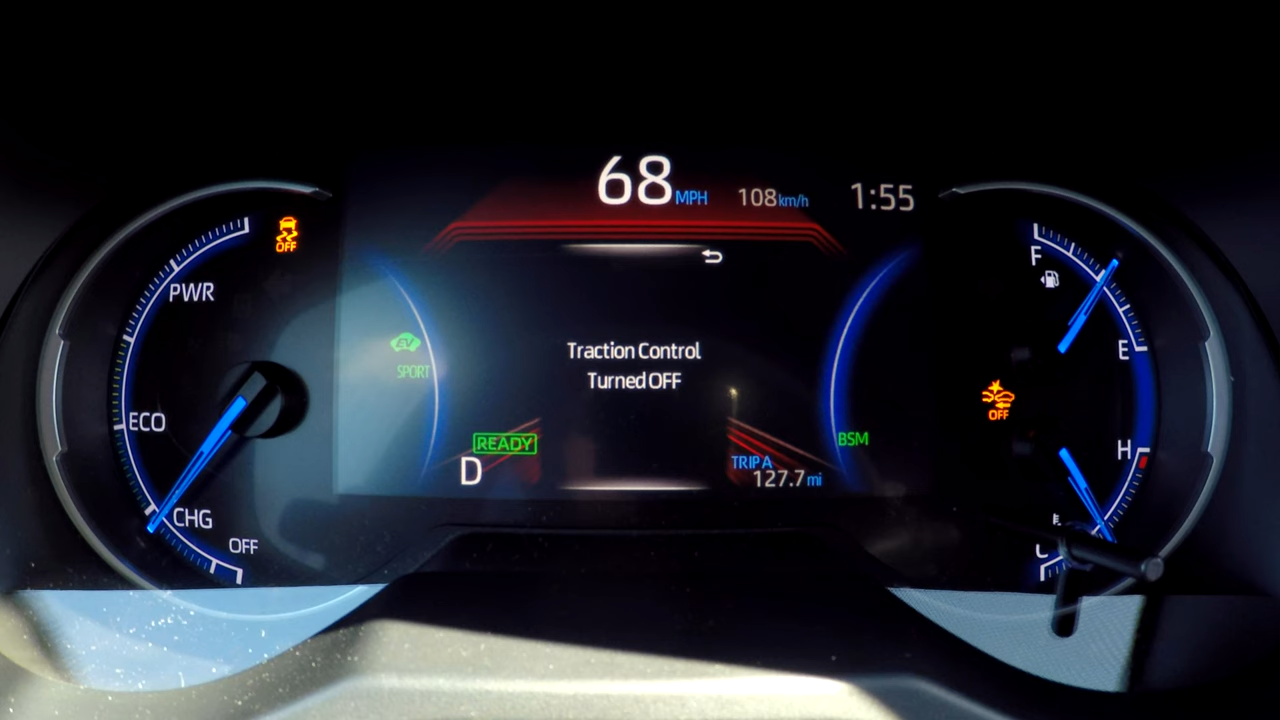 68 MPH 108 km/h 1:55
OFF
PWR
ECO
CHG
OFF
EV
SPORT
Traction Control
Turned OFF
READY
D
TRIP A
127.7 mi
BSM
F
E
OFF
H
C